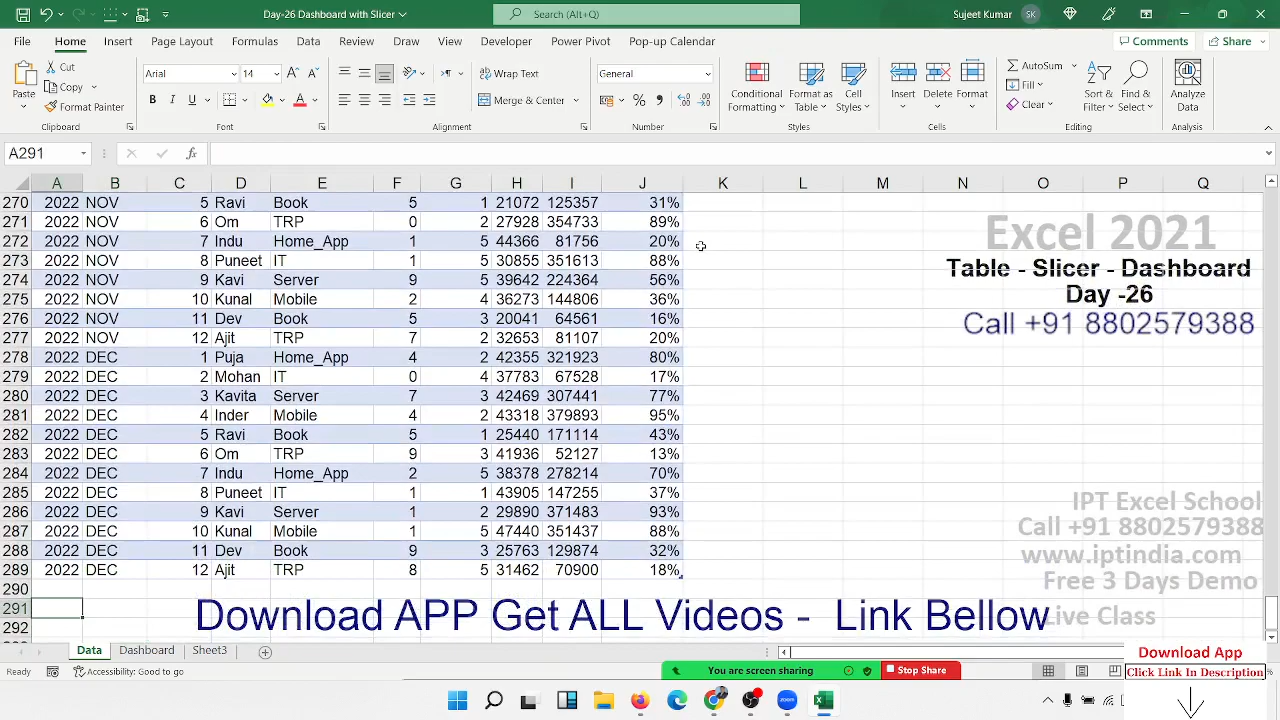 Day-26 Dashboard with Slicer
Search (Alt+Q)
Sujeet Kumar
SK
File
Home
Insert
Page Layout
Formulas
Data
Review
View
Draw
Developer
Power Pivot
Pop-up Calendar
Comments
Share
Paste
Cut
Copy
Format Painter
Clipboard
Arial
14
B I U
Font
Wrap Text
Merge & Center
Alignment
General
Number
Conditional Formatting
Format as Table
Cell Styles
Styles
Insert
Delete
Format
Cells
AutoSum
Fill
Clear
Sort & Filter
Find & Select
Editing
Analyze Data
Analysis
A291
fx
A B C D E F G H I J K L M N O P Q
270 2022 NOV 5 Ravi Book 5 1 21072 125357 31%
271 2022 NOV 6 Om TRP 0 2 27928 354733 89%
272 2022 NOV 7 Indu Home_App 1 5 44366 81756 20%
273 2022 NOV 8 Puneet IT 1 5 30855 351613 88%
274 2022 NOV 9 Kavi Server 9 5 39642 224364 56%
275 2022 NOV 10 Kunal Mobile 2 4 36273 144806 36%
276 2022 NOV 11 Dev Book 5 3 20041 64561 16%
277 2022 NOV 12 Ajit TRP 7 2 32653 81107 20%
278 2022 DEC 1 Puja Home_App 4 2 42355 321923 80%
279 2022 DEC 2 Mohan IT 0 4 37783 67528 17%
280 2022 DEC 3 Kavita Server 7 3 42469 307441 77%
281 2022 DEC 4 Inder Mobile 4 2 43318 379893 95%
282 2022 DEC 5 Ravi Book 5 1 25440 171114 43%
283 2022 DEC 6 Om TRP 9 3 41936 52127 13%
284 2022 DEC 7 Indu Home_App 2 5 38378 278214 70%
285 2022 DEC 8 Puneet IT 1 1 43905 147255 37%
286 2022 DEC 9 Kavi Server 1 2 29890 371483 93%
287 2022 DEC 10 Kunal Mobile 1 5 47440 351437 88%
288 2022 DEC 11 Dev Book 9 3 25763 129874 32%
289 2022 DEC 12 Ajit TRP 8 5 31462 70900 18%
290
291
292
Excel 2021
Table - Slicer - Dashboard
Day -26
Call +91 8802579388
IPT Excel School
Call +91 8802579388
www.iptindia.com
Free 3 Days Demo
Live Class
Download APP Get ALL Videos - Link Bellow
Data
Dashboard
Sheet3
Ready
Accessibility: Good to go
You are screen sharing
Stop Share
Download App
Click Link In Description
zoom